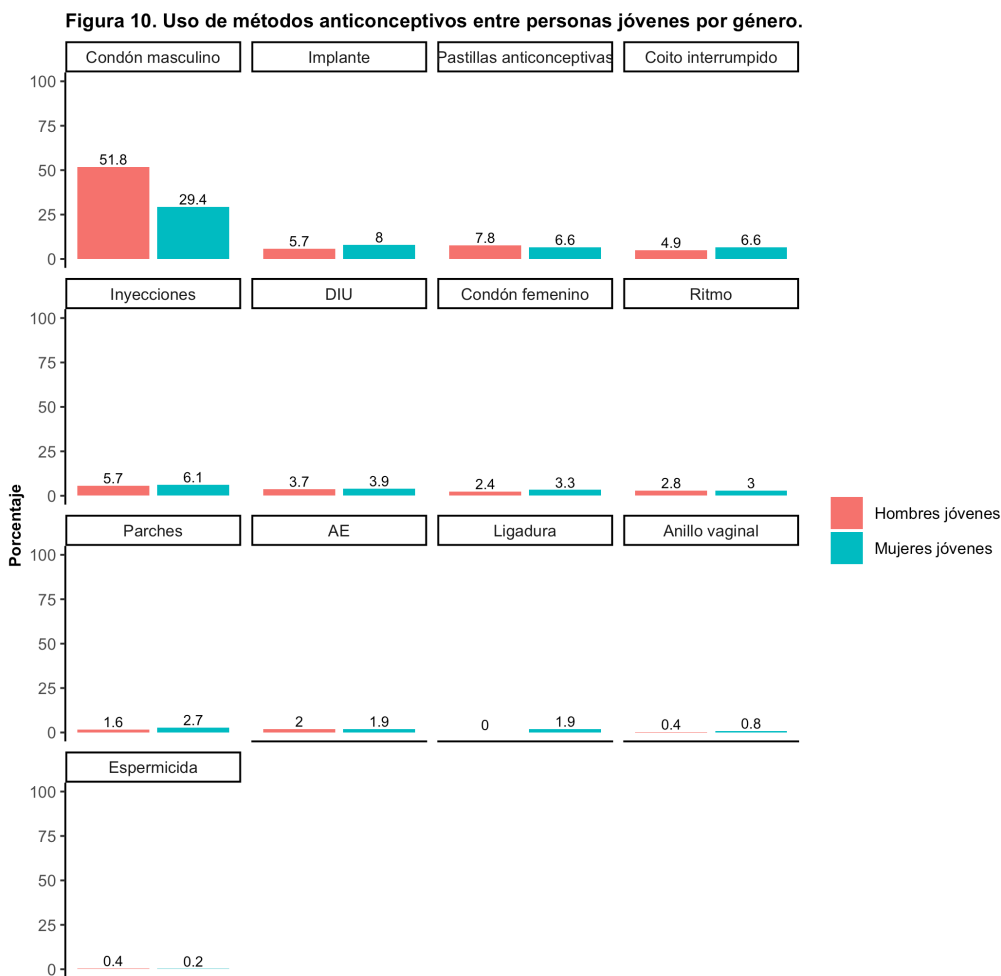 Figura 10. Uso de métodos anticonceptivos entre personas jóvenes por género.
Condón masculino Implante Pastillas anticonceptivas Coito interrumpido
100
75
50
25
0
51.8 29.4 5.7 8 7.8 6.6 4.9 6.6
Inyecciones DIU Condón femenino Ritmo
100
75
50
25
0
5.7 6.1 3.7 3.9 2.4 3.3 2.8 3
Porcentaje
Hombres jóvenes
Mujeres jóvenes
Parches AE Ligadura Anillo vaginal
100
75
50
25
0
1.6 2.7 2 1.9 0 1.9 0.4 0.8
Espermicida
100
75
50
25
0
0.4 0.2